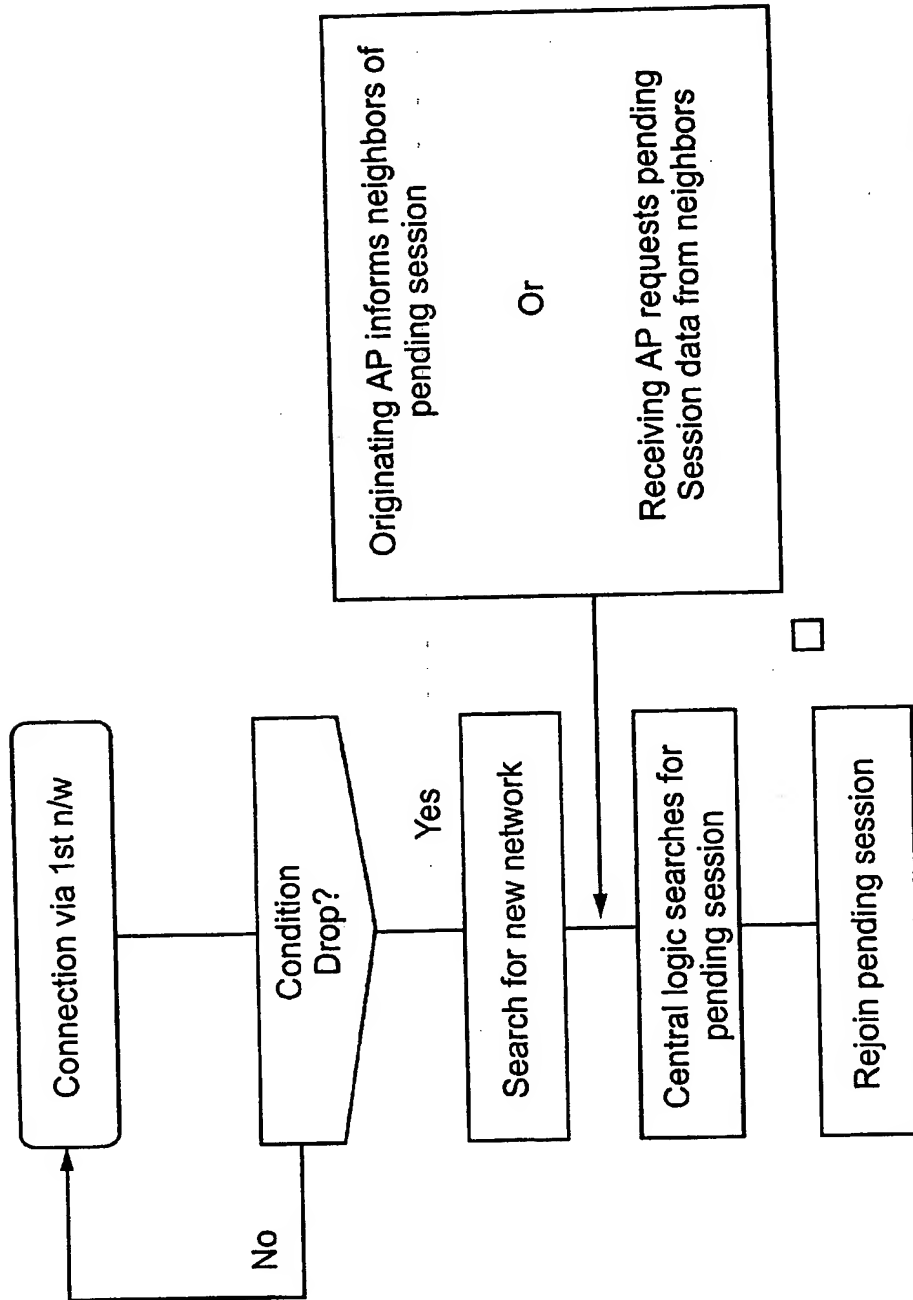 Connection via 1st n/w
Condition
Drop?
No
Yes
Search for new network
Central logic searches for
pending session
Rejoin pending session
Originating AP informs neighbors of
pending session
Or
Receiving AP requests pending
Session data from neighbors